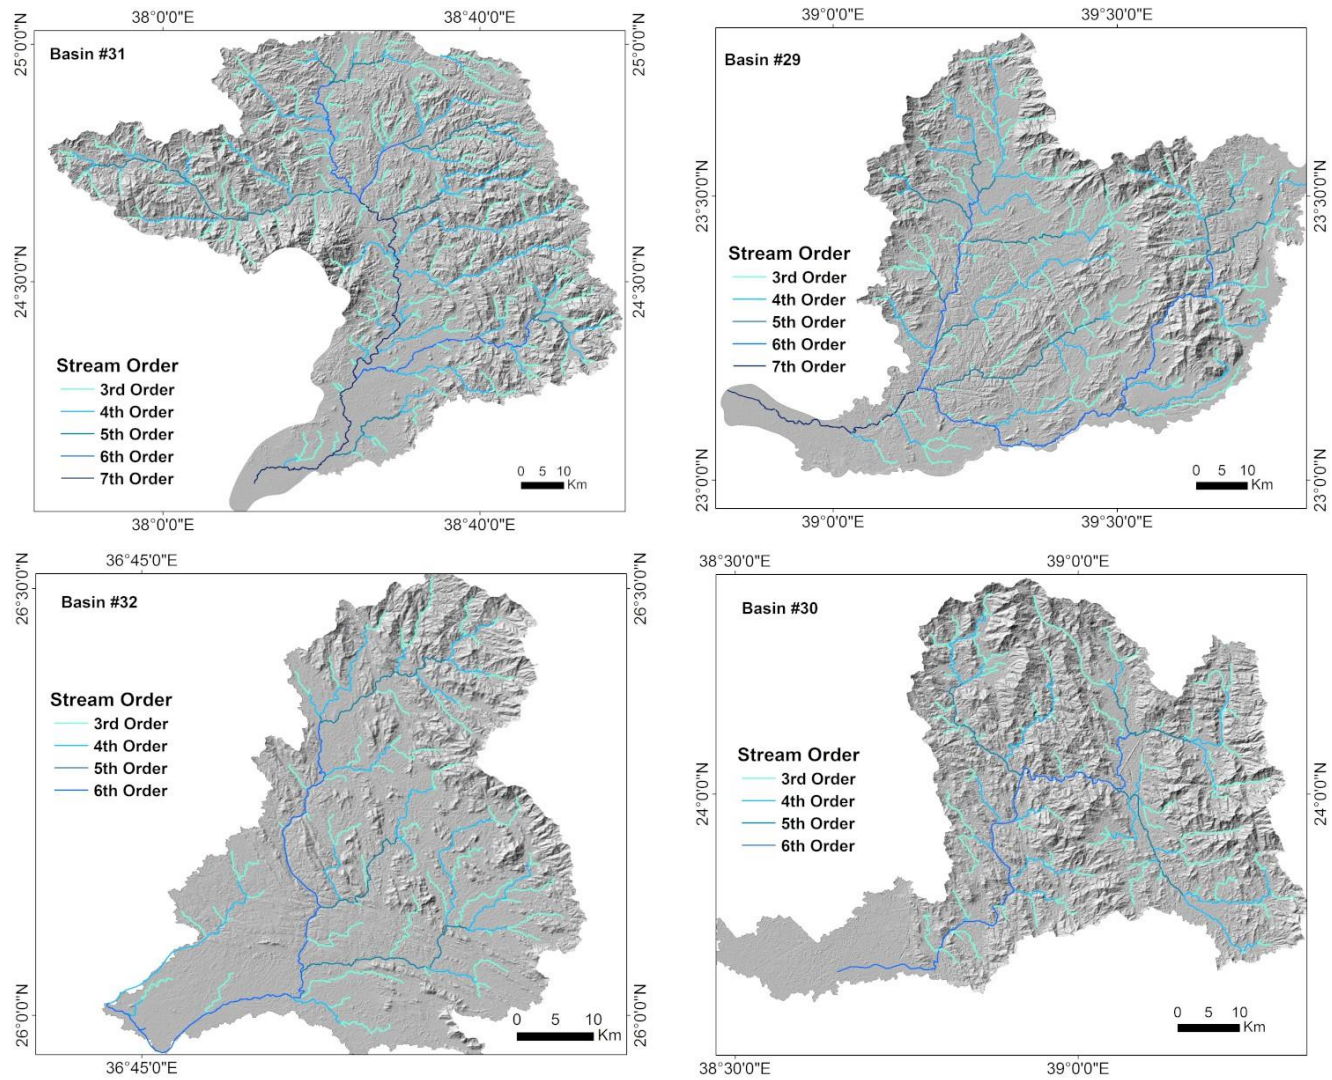 38°0'0"E 38°40'0"E
25°0'0"N 25°0'0"N
Basin #31
24°30'0"N 24°30'0"N
Stream Order
3rd Order
4th Order
5th Order
6th Order
7th Order
0 5 10
Km
38°0'0"E 38°40'0"E
39°0'0"E 39°30'0"E
Basin #29
23°30'0"N 23°30'0"N
Stream Order
3rd Order
4th Order
5th Order
6th Order
7th Order
0 5 10
Km
23°0'0"N 23°0'0"N
39°0'0"E 39°30'0"E
36°45'0"E
26°30'0"N 26°30'0"N
Basin #32
Stream Order
3rd Order
4th Order
5th Order
6th Order
26°0'0"N 26°0'0"N
0 5 10
Km
36°45'0"E
38°30'0"E 39°0'0"E
Basin #30
Stream Order
3rd Order
4th Order
5th Order
6th Order
24°0'0"N 24°0'0"N
0 5 10
Km
38°30'0"E 39°0'0"E